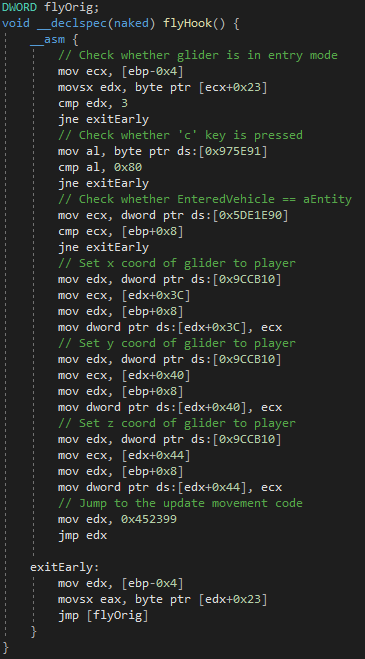 DWORD flyOrig;
void __declspec(naked) flyHook() {
    __asm {
        // Check whether glider is in entry mode
        mov ecx, [ebp-0x4]
        movsx edx, byte ptr [ecx+0x23]
        cmp edx, 3
        jne exitEarly
        // Check whether 'c' key is pressed
        mov al, byte ptr ds:[0x975E91]
        cmp al, 0x80
        jne exitEarly
        // Check whether EnteredVehicle == aEntity
        mov ecx, dword ptr ds:[0x5DE1E90]
        cmp ecx, [ebp+0x8]
        jne exitEarly
        // Set x coord of glider to player
        mov edx, dword ptr ds:[0x9CCB10]
        mov ecx, [edx+0x3C]
        mov edx, [ebp+0x8]
        mov dword ptr ds:[edx+0x3C], ecx
        // Set y coord of glider to player
        mov edx, dword ptr ds:[0x9CCB10]
        mov ecx, [edx+0x40]
        mov edx, [ebp+0x8]
        mov dword ptr ds:[edx+0x40], ecx
        // Set z coord of glider to player
        mov edx, dword ptr ds:[0x9CCB10]
        mov ecx, [edx+0x44]
        mov edx, [ebp+0x8]
        mov dword ptr ds:[edx+0x44], ecx
        // Jump to the update movement code
        mov edx, 0x452399
        jmp edx

    exitEarly:
        mov edx, [ebp-0x4]
        movsx eax, byte ptr [edx+0x23]
        jmp [flyOrig]
    }
}